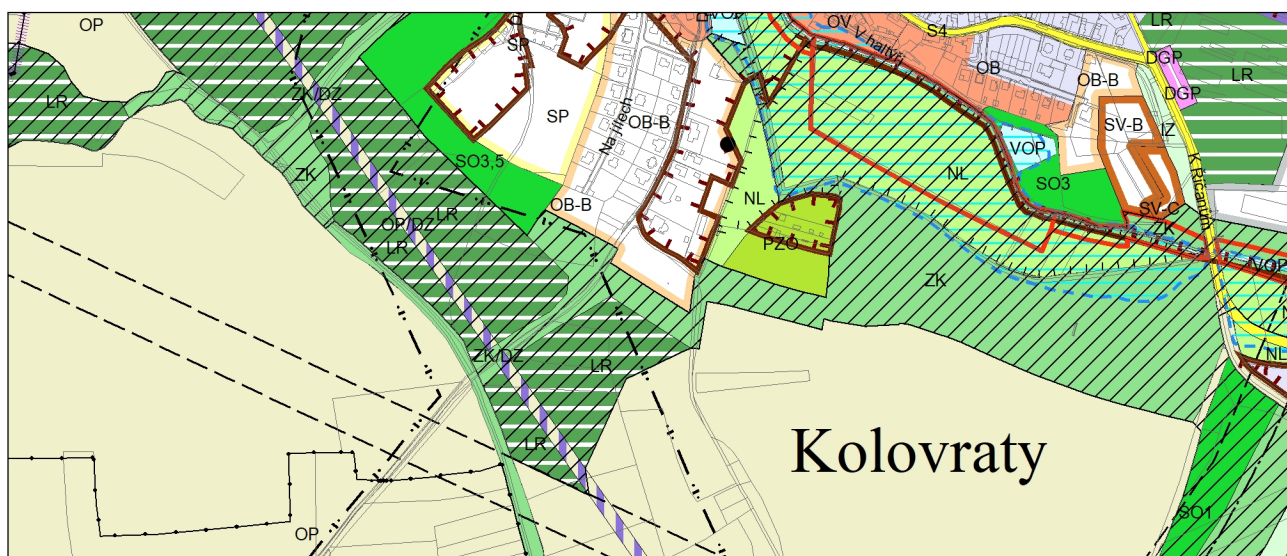 OP
VOP
OV
S4
LR
SP
V haltýři
OB
DGP
LR
OB-B
DGP
LR
ZK/DZ
SP
Na jitřech
OB-B
SV-B
IZ
VOP
ZK
SO3,5
NL
SO3
K Říčanům
LR
OB-B
NL
SV-C
OP/DZ
ZK
LR
PZO
VOP
ZK
ZK/DZ
LR
NL
Kolovraty
LR
SO1
OP